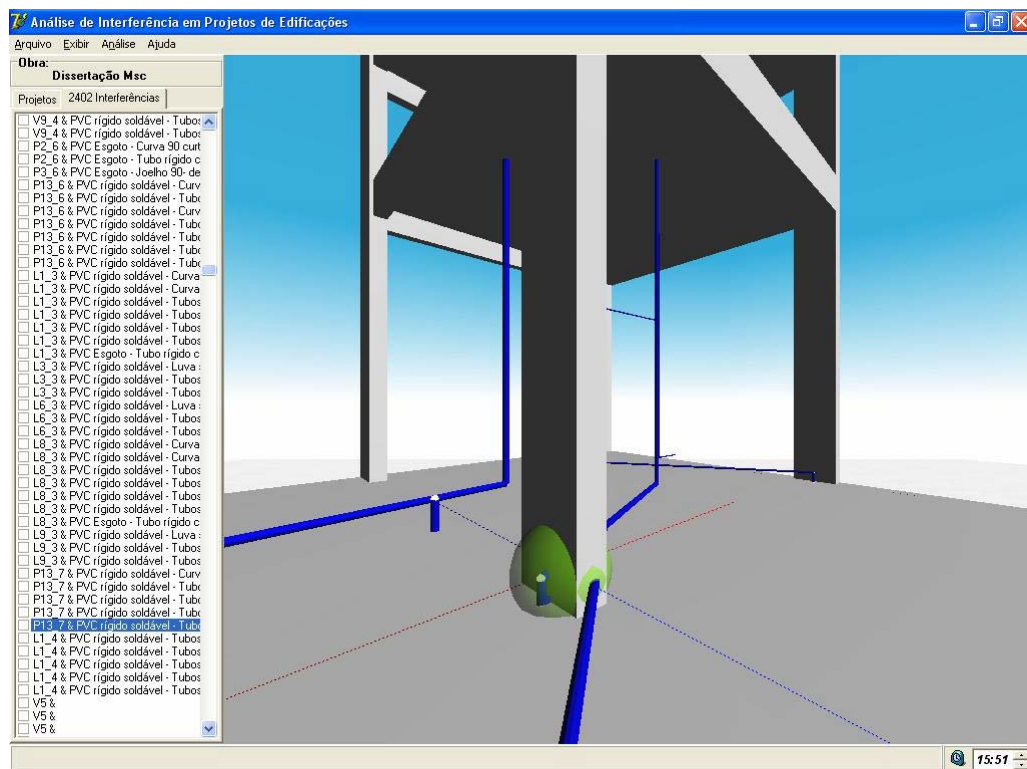 Análise de Interferência em Projetos de Edificações
Arquivo Exibir Análise Ajuda
Obra:
Dissertação Msc
Projetos 2402 Interferências
V9_4 & PVC rígido soldável - Tubos
V9_4 & PVC rígido soldável - Tubos
P2_6 & PVC Esgoto - Curva 90 curt
P2_6 & PVC Esgoto - Tubo rígido c
P3_6 & PVC Esgoto - Joelho 90- de
P13_6 & PVC rígido soldável - Curv
P13_6 & PVC rígido soldável - Tubo
P13_6 & PVC rígido soldável - Curv
P13_6 & PVC rígido soldável - Tubo
P13_6 & PVC rígido soldável - Tubo
P13_6 & PVC rígido soldável - Tubo
P13_6 & PVC rígido soldável - Tubo
L1_3 & PVC rígido soldável - Curva
L1_3 & PVC rígido soldável - Curva
L1_3 & PVC rígido soldável - Tubos
L1_3 & PVC rígido soldável - Tubos
L1_3 & PVC rígido soldável - Tubos
L1_3 & PVC rígido soldável - Tubos
L1_3 & PVC Esgoto - Tubo rígido c
L3_3 & PVC rígido soldável - Luva
L3_3 & PVC rígido soldável - Tubos
L3_3 & PVC rígido soldável - Tubos
L6_3 & PVC rígido soldável - Luva
L6_3 & PVC rígido soldável - Tubos
L6_3 & PVC rígido soldável - Tubos
L8_3 & PVC rígido soldável - Curva
L8_3 & PVC rígido soldável - Curva
L8_3 & PVC rígido soldável - Tubos
L8_3 & PVC rígido soldável - Tubos
L8_3 & PVC rígido soldável - Tubos
L8_3 & PVC rígido soldável - Tubos
L8_3 & PVC Esgoto - Tubo rígido c
L9_3 & PVC rígido soldável - Luva
L9_3 & PVC rígido soldável - Tubos
L9_3 & PVC rígido soldável - Tubos
P13_7 & PVC rígido soldável - Curv
P13_7 & PVC rígido soldável - Tubo
P13_7 & PVC rígido soldável - Tubo
P13_7 & PVC rígido soldável - Tubo
P13_7 & PVC rígido soldável - Tubo
L1_4 & PVC rígido soldável - Tubos
L1_4 & PVC rígido soldável - Tubos
L1_4 & PVC rígido soldável - Tubos
L1_4 & PVC rígido soldável - Tubos
L1_4 & PVC rígido soldável - Tubos
V5 &
V5 &
V5 &
15:51